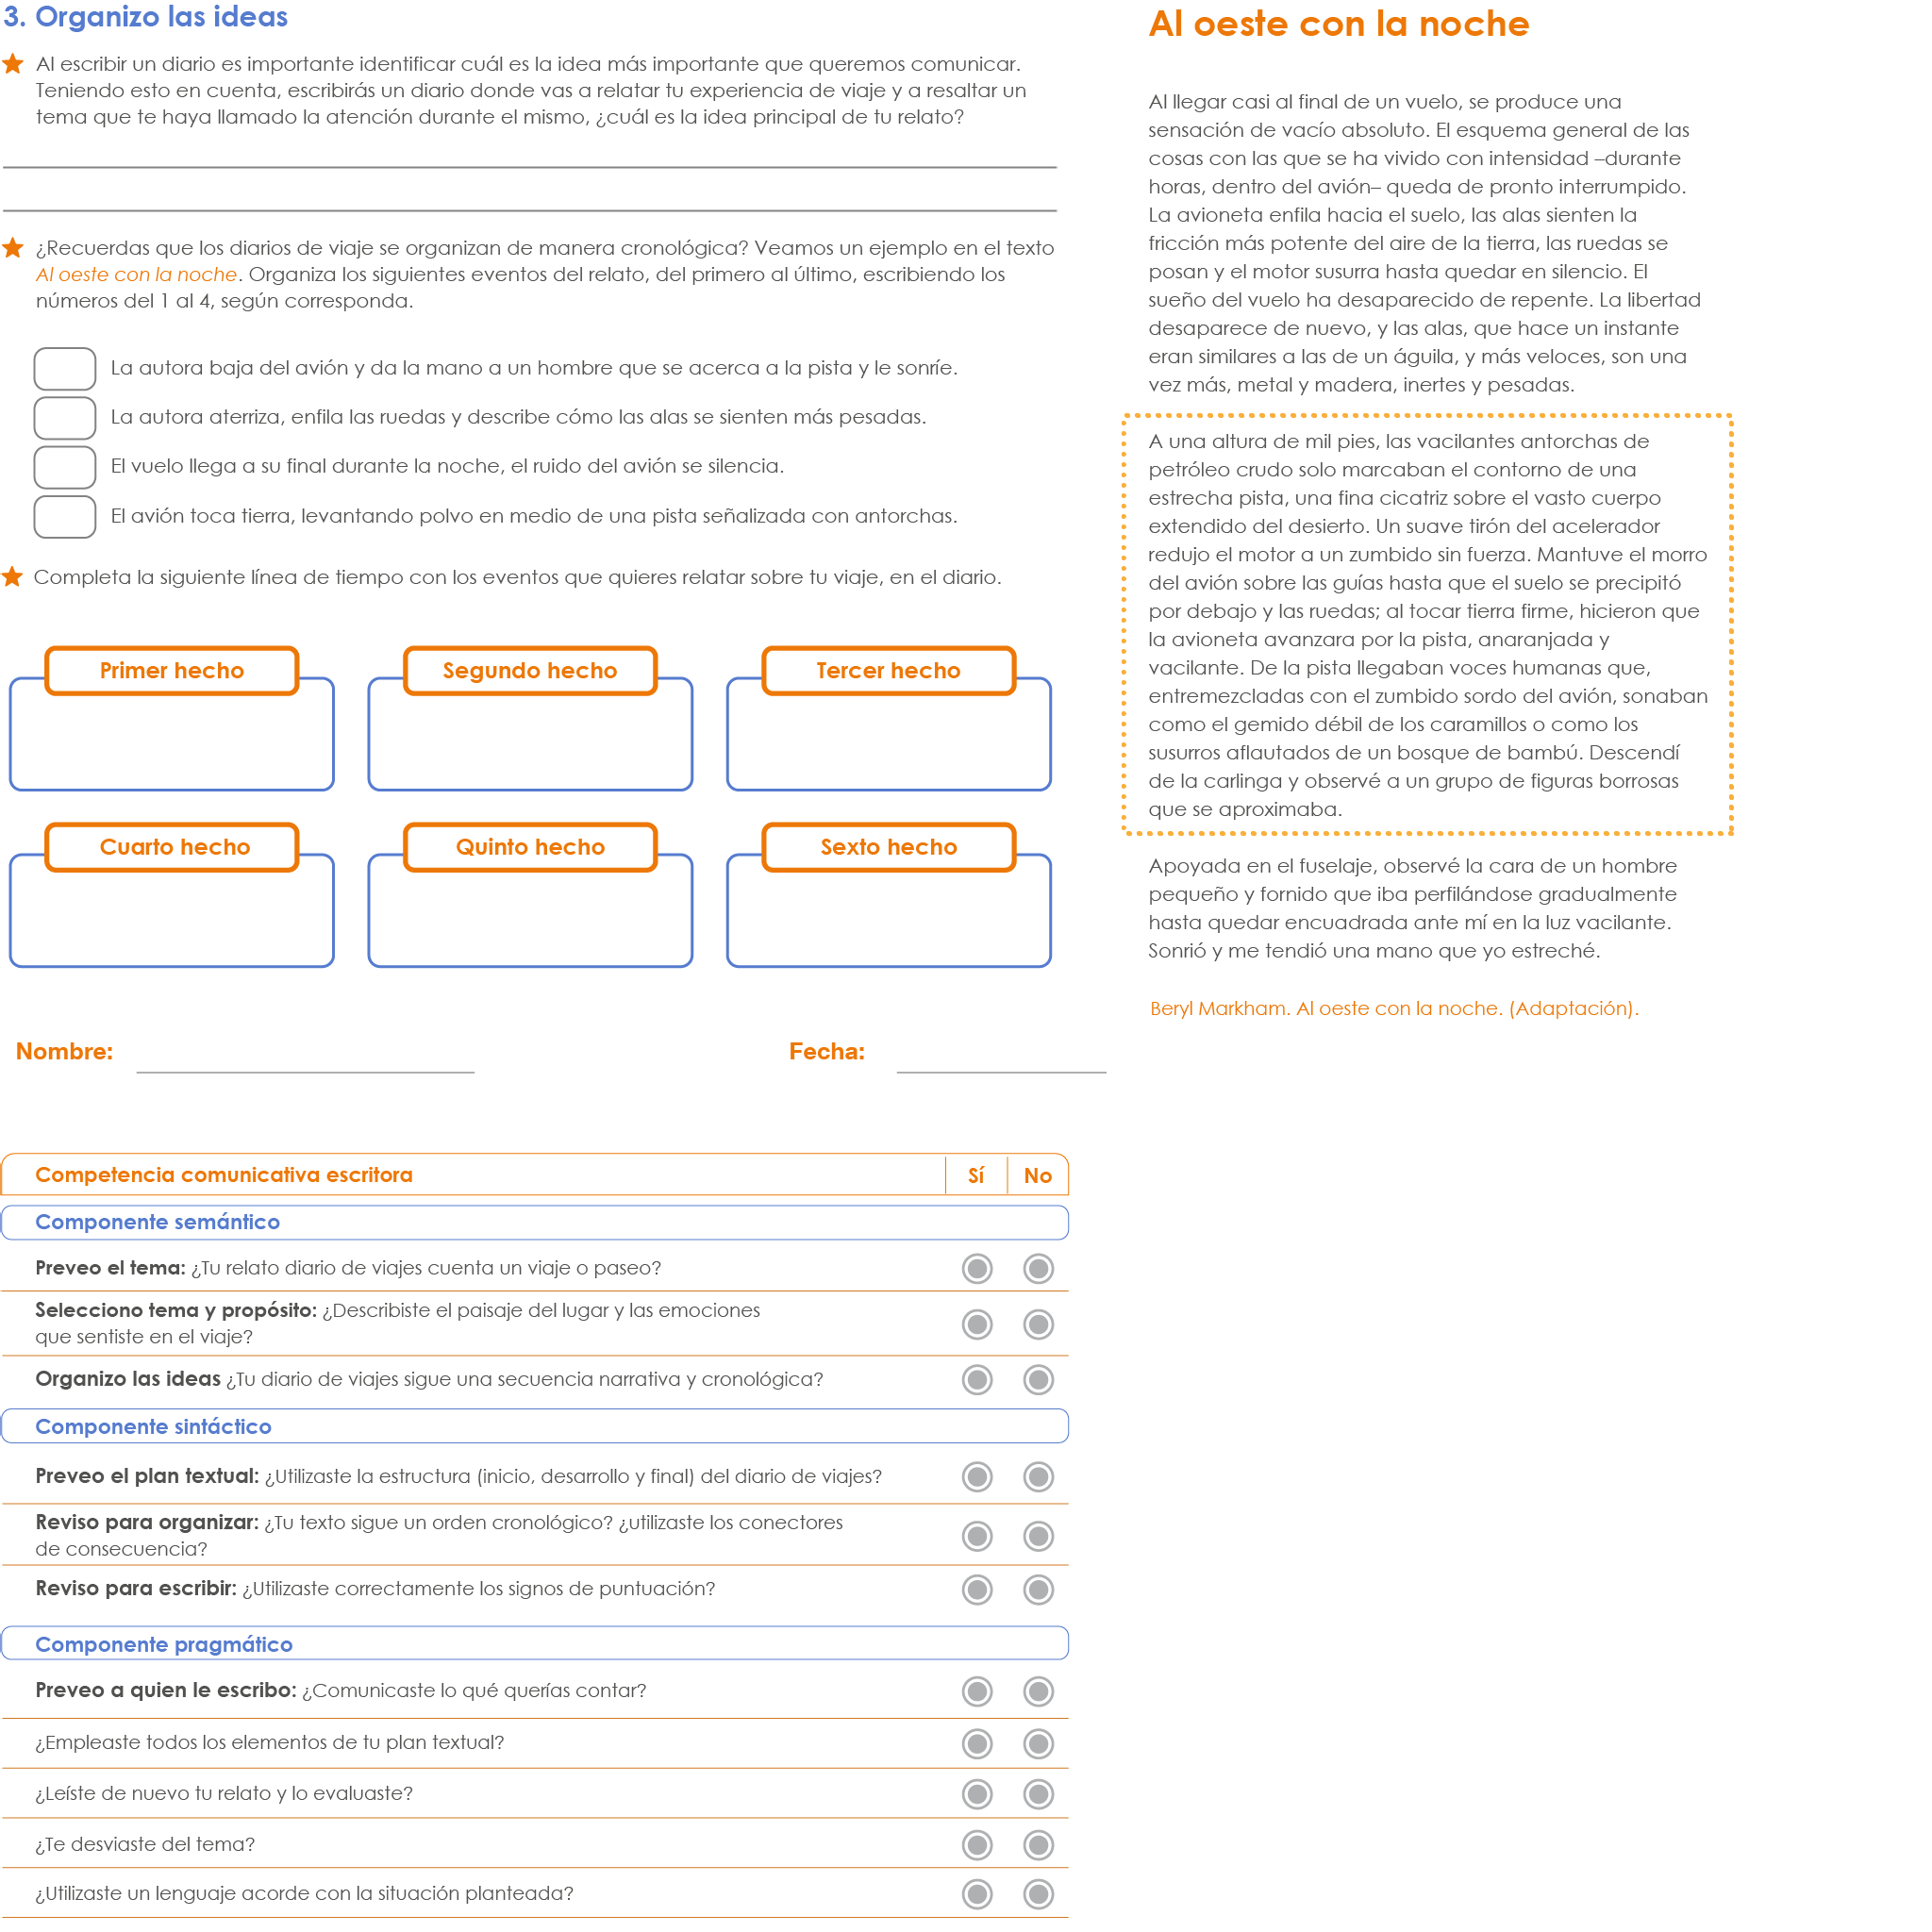 3. Organizo las ideas
Al escribir un diario es importante identificar cuál es la idea más importante que queremos comunicar.
Teniendo esto en cuenta, escribirás un diario donde vas a relatar tu experiencia de viaje y a resaltar un
tema que te haya llamado la atención durante el mismo, ¿cuál es la idea principal de tu relato?
¿Recuerdas que los diarios de viaje se organizan de manera cronológica? Veamos un ejemplo en el texto
Al oeste con la noche. Organiza los siguientes eventos del relato, del primero al último, escribiendo los
números del 1 al 4, según corresponda.
La autora baja del avión y da la mano a un hombre que se acerca a la pista y le sonríe.
La autora aterriza, enfila las ruedas y describe cómo las alas se sienten más pesadas.
El vuelo llega a su final durante la noche, el ruido del avión se silencia.
El avión toca tierra, levantando polvo en medio de una pista señalizada con antorchas.
Completa la siguiente línea de tiempo con los eventos que quieres relatar sobre tu viaje, en el diario.
Primer hecho
Segundo hecho
Tercer hecho
Cuarto hecho
Quinto hecho
Sexto hecho
Al oeste con la noche
Al llegar casi al final de un vuelo, se produce una
sensación de vacío absoluto. El esquema general de las
cosas con las que se ha vivido con intensidad –durante
horas, dentro del avión– queda de pronto interrumpido.
La avioneta enfila hacia el suelo, las alas sienten la
fricción más potente del aire de la tierra, las ruedas se
posan y el motor susurra hasta quedar en silencio. El
sueño del vuelo ha desaparecido de repente. La libertad
desaparece de nuevo, y las alas, que hace un instante
eran similares a las de un águila, y más veloces, son una
vez más, metal y madera, inertes y pesadas.
A una altura de mil pies, las vacilantes antorchas de
petróleo crudo solo marcaban el contorno de una
estrecha pista, una fina cicatriz sobre el vasto cuerpo
extendido del desierto. Un suave tirón del acelerador
redujo el motor a un zumbido sin fuerza. Mantuve el morro
del avión sobre las guías hasta que el suelo se precipitó
por debajo y las ruedas; al tocar tierra firme, hicieron que
la avioneta avanzara por la pista, anaranjada y
vacilante. De la pista llegaban voces humanas que,
entremezcladas con el zumbido sordo del avión, sonaban
como el gemido débil de los caramillos o como los
susurros aflautados de un bosque de bambú. Descendí
de la carlinga y observé a un grupo de figuras borrosas
que se aproximaba.
Apoyada en el fuselaje, observé la cara de un hombre
pequeño y fornido que iba perfilándose gradualmente
hasta quedar encuadrada ante mí en la luz vacilante.
Sonrió y me tendió una mano que yo estreché.
Beryl Markham. Al oeste con la noche. (Adaptación).
Nombre:
Fecha:
Competencia comunicativa escritora Sí No
Componente semántico
Preveo el tema: ¿Tu relato diario de viajes cuenta un viaje o paseo?
Selecciono tema y propósito: ¿Describiste el paisaje del lugar y las emociones
que sentiste en el viaje?
Organizo las ideas ¿Tu diario de viajes sigue una secuencia narrativa y cronológica?
Componente sintáctico
Preveo el plan textual: ¿Utilizaste la estructura (inicio, desarrollo y final) del diario de viajes?
Reviso para organizar: ¿Tu texto sigue un orden cronológico? ¿utilizaste los conectores
de consecuencia?
Reviso para escribir: ¿Utilizaste correctamente los signos de puntuación?
Componente pragmático
Preveo a quien le escribo: ¿Comunicaste lo qué querías contar?
¿Empleaste todos los elementos de tu plan textual?
¿Leíste de nuevo tu relato y lo evaluaste?
¿Te desviaste del tema?
¿Utilizaste un lenguaje acorde con la situación planteada?